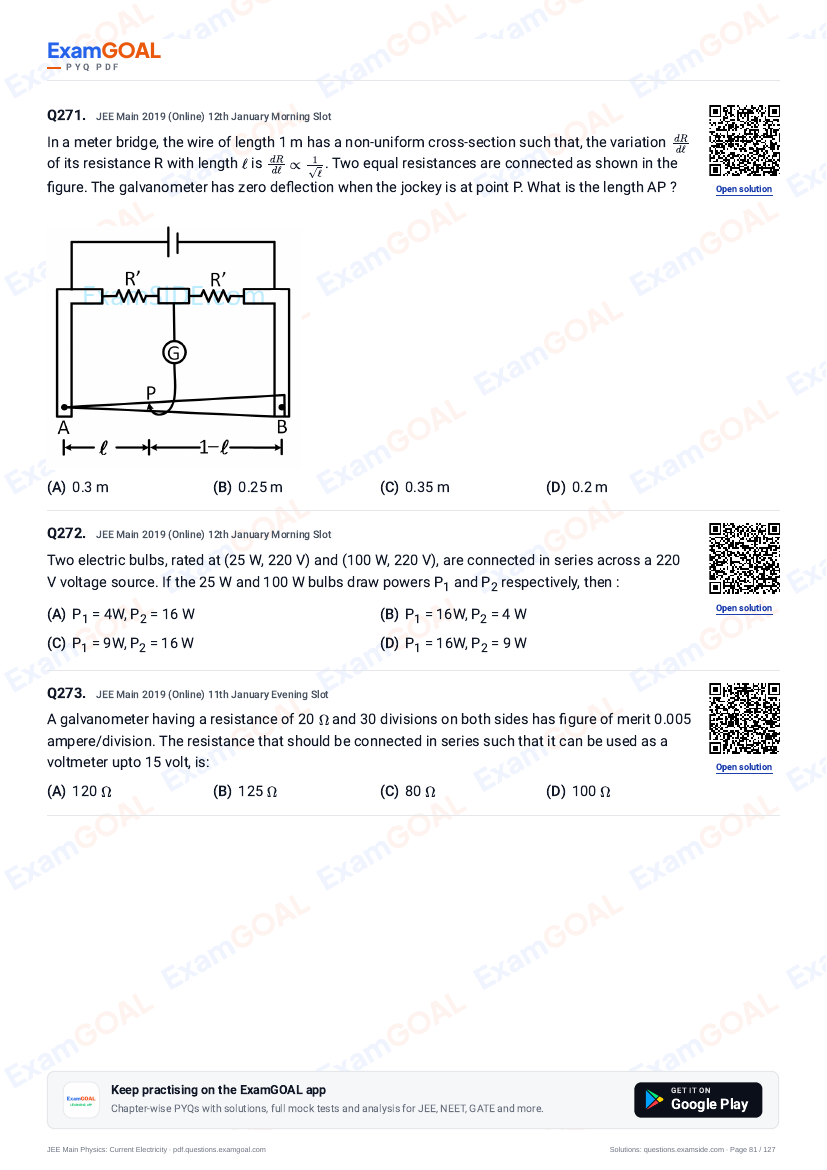 ExamGOAL
PYQ PDF
Q271. JEE Main 2019 (Online) 12th January Morning Slot
In a meter bridge, the wire of length 1 m has a non-uniform cross-section such that, the variation dR/dℓ
of its resistance R with length ℓ is dR/dℓ ∝ 1/√ℓ. Two equal resistances are connected as shown in the
figure. The galvanometer has zero deflection when the jockey is at point P. What is the length AP ?
Open solution
R’ R’
ExamSIDE.com
G
P
A B
ℓ 1−ℓ
(A) 0.3 m (B) 0.25 m (C) 0.35 m (D) 0.2 m
Q272. JEE Main 2019 (Online) 12th January Morning Slot
Two electric bulbs, rated at (25 W, 220 V) and (100 W, 220 V), are connected in series across a 220
V voltage source. If the 25 W and 100 W bulbs draw powers P1 and P2 respectively, then :
Open solution
(A) P1 = 4W, P2 = 16 W (B) P1 = 16W, P2 = 4 W
(C) P1 = 9W, P2 = 16 W (D) P1 = 16W, P2 = 9 W
Q273. JEE Main 2019 (Online) 11th January Evening Slot
A galvanometer having a resistance of 20 Ω and 30 divisions on both sides has figure of merit 0.005
ampere/division. The resistance that should be connected in series such that it can be used as a
voltmeter upto 15 volt, is:
Open solution
(A) 120 Ω (B) 125 Ω (C) 80 Ω (D) 100 Ω
ExamGOAL
Keep practising on the ExamGOAL app
Chapter-wise PYQs with solutions, full mock tests and analysis for JEE, NEET, GATE and more.
GET IT ON
Google Play
JEE Main Physics: Current Electricity · pdf.questions.examgoal.com Solutions: questions.examside.com · Page 81 / 127